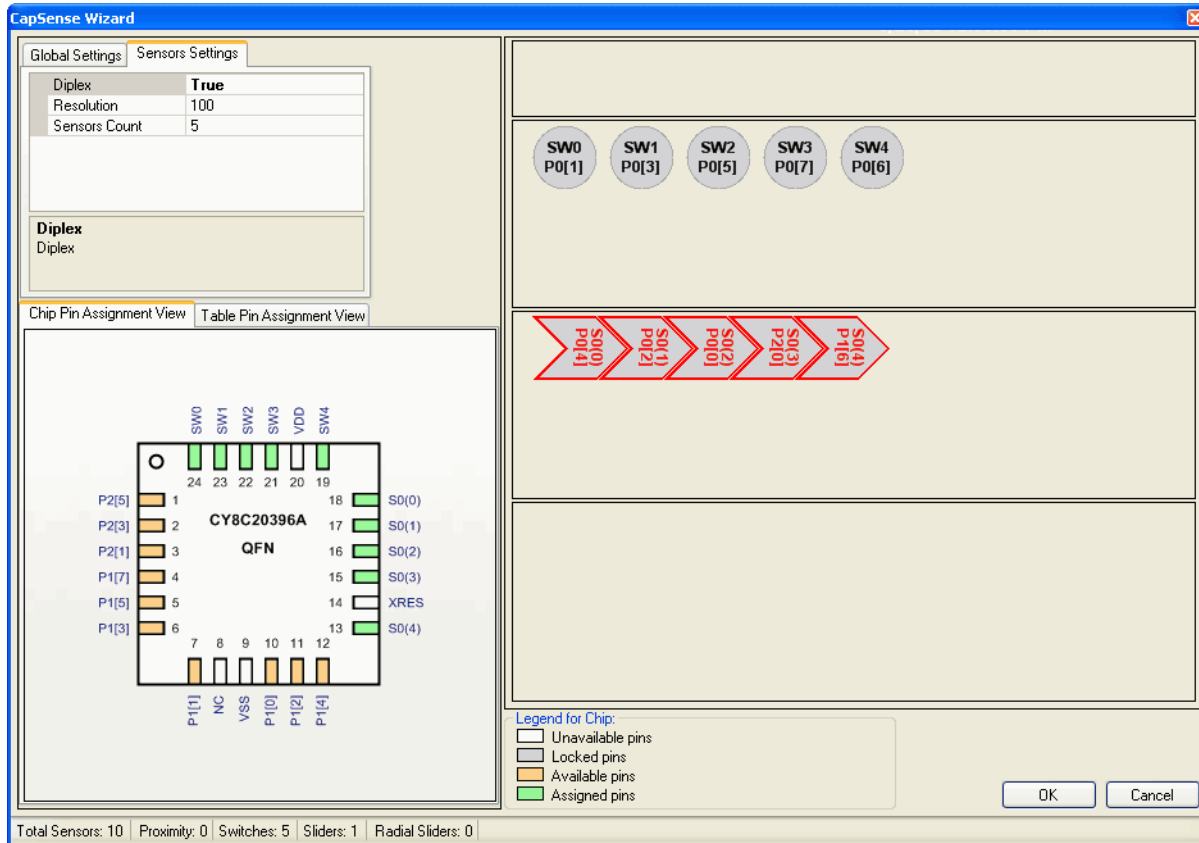 CapSense Wizard
Global Settings Sensors Settings
Diplex True
Resolution 100
Sensors Count 5
Diplex
Diplex
Chip Pin Assignment View Table Pin Assignment View
SW0 SW1 SW2 SW3 VDD SW4
24 23 22 21 20 19
P2[5] 1 18 S0(0)
P2[3] 2 CY8C20396A 17 S0(1)
P2[1] 3 QFN 16 S0(2)
P1[7] 4 15 S0(3)
P1[5] 5 14 XRES
P1[3] 6 13 S0(4)
7 8 9 10 11 12
P1[1] NC VSS P1[0] P1[2] P1[4]
SW0 SW1 SW2 SW3 SW4
P0[1] P0[3] P0[5] P0[7] P0[6]
S0(0) S0(1) S0(2) S0(3) S0(4)
P0[4] P0[2] P0[0] P2[0] P1[6]
Legend for Chip:
Unavailable pins
Locked pins
Available pins
Assigned pins
OK Cancel
Total Sensors: 10 Proximity: 0 Switches: 5 Sliders: 1 Radial Sliders: 0